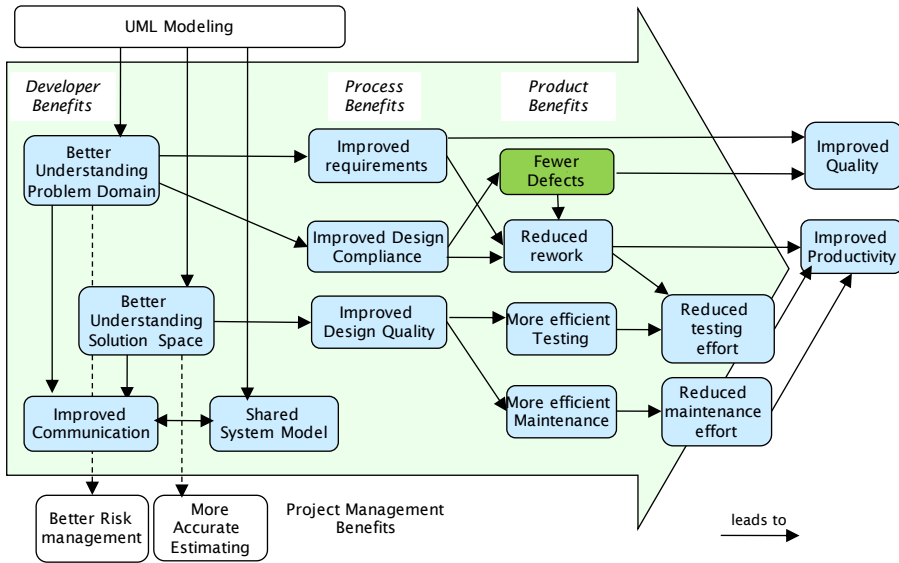 UML Modeling
Developer
Benefits
Process
Benefits
Product
Benefits
Better
Understanding
Problem Domain
Improved
requirements
Fewer
Defects
Improved
Quality
Improved Design
Compliance
Reduced
rework
Improved
Productivity
Better
Understanding
Solution Space
Improved
Design Quality
More efficient
Testing
Reduced
testing
effort
Improved
Communication
Shared
System Model
More efficient
Maintenance
Reduced
maintenance
effort
Better Risk
management
More
Accurate
Estimating
Project Management
Benefits
leads to